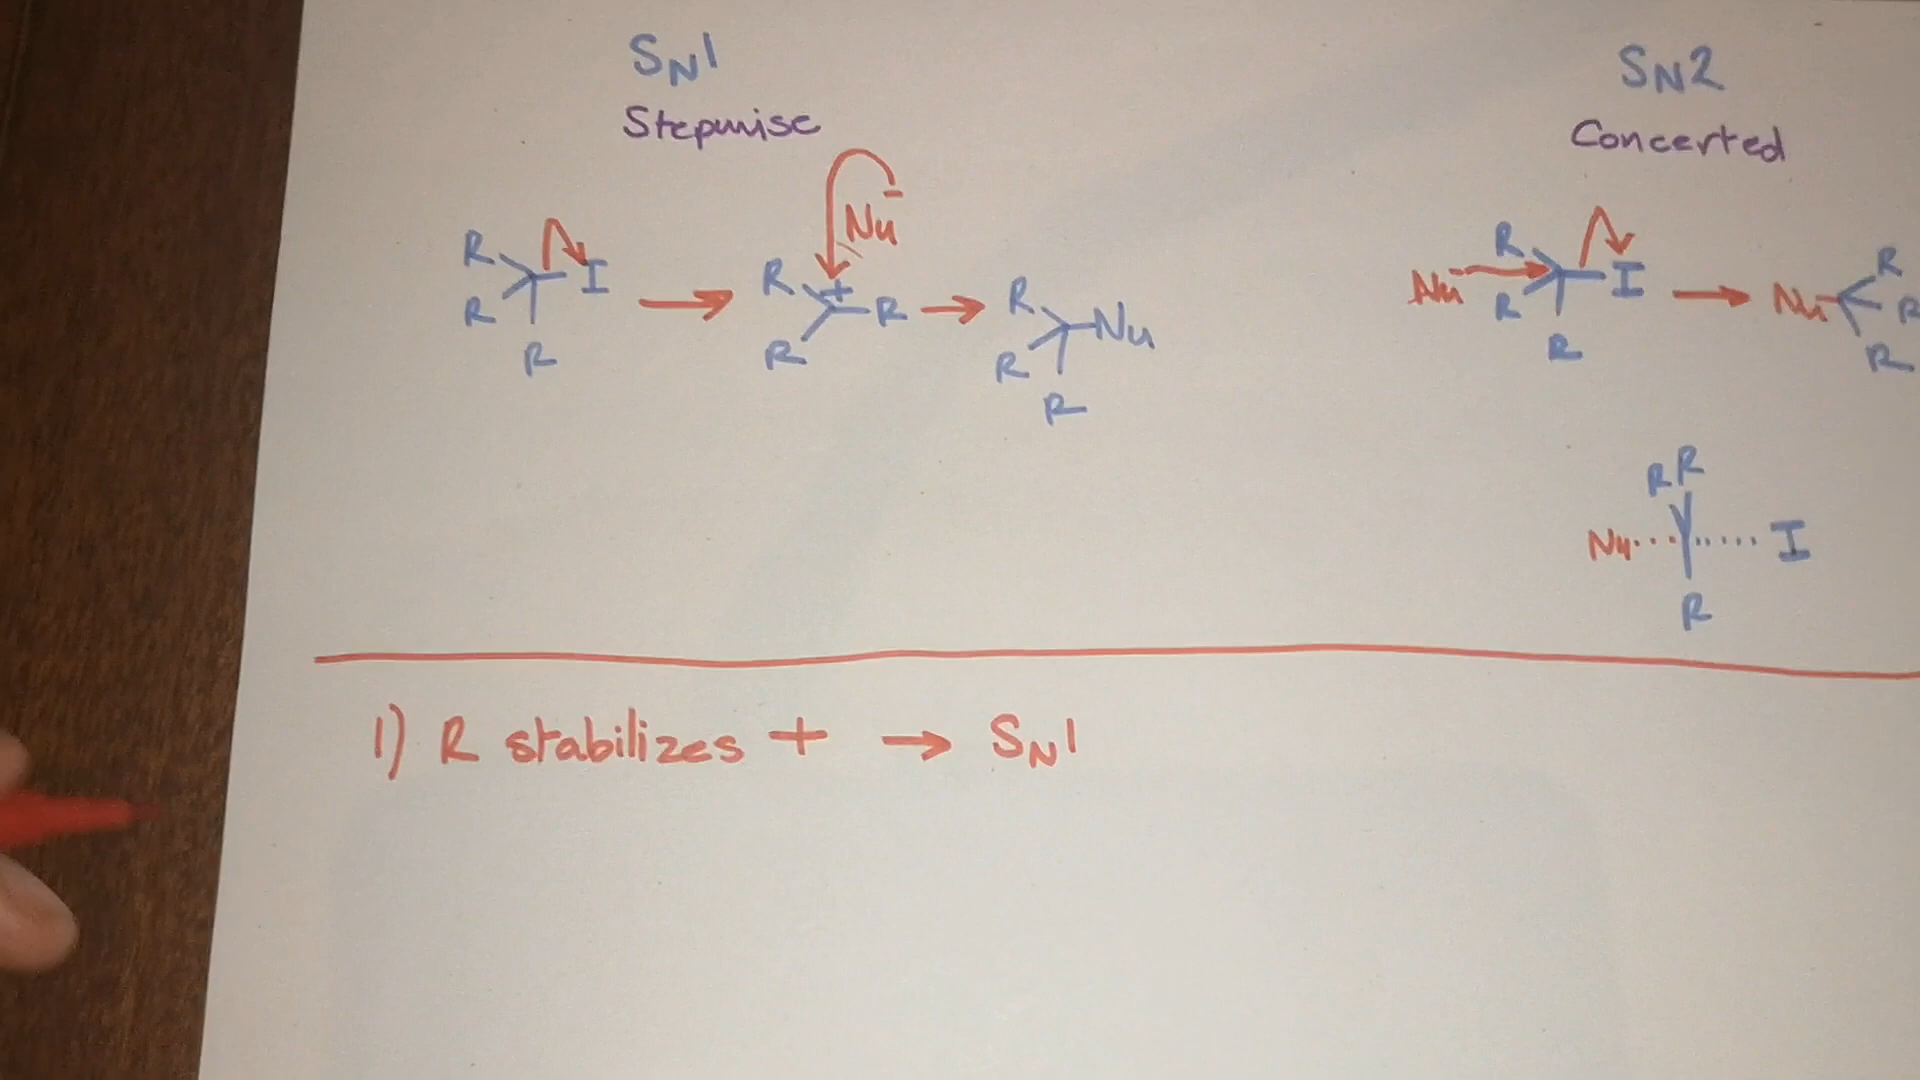 SN1
Stepwise
R I
R
R
Nu-
R +
R
R
R Nu
R
R
SN2
Concerted
Nu- R I
R
R
Nu R
R
R
R R
Nu I
R
1) R stabilizes + → SN1